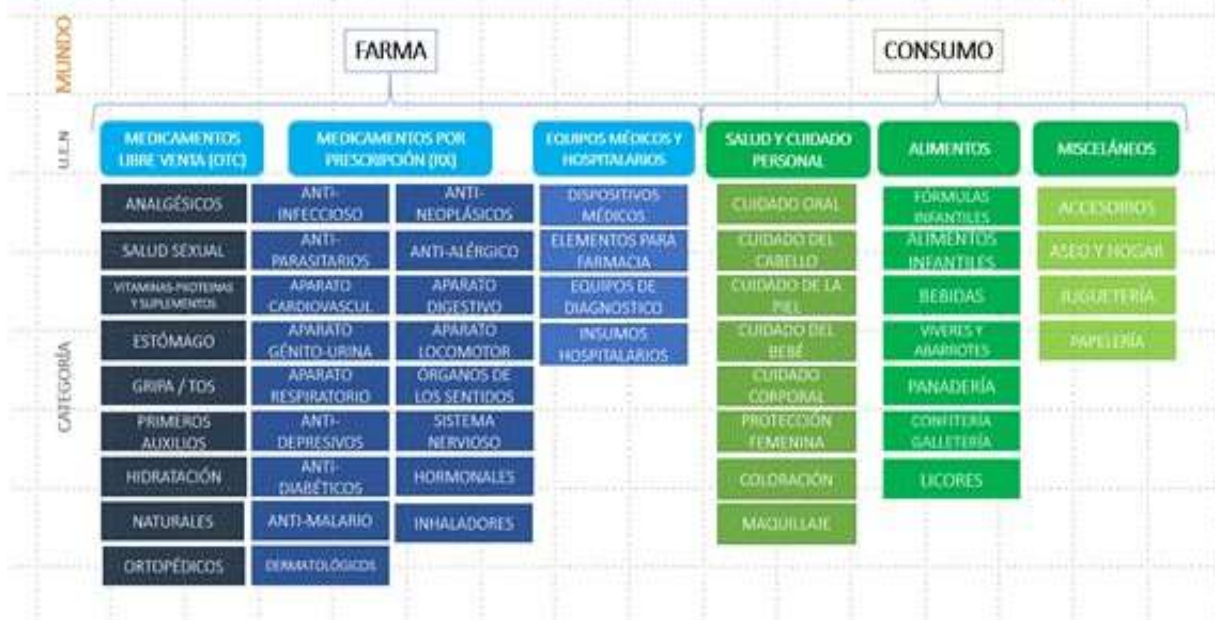 MUNDO
FARMA
CONSUMO
U.E.N
MEDICAMENTOS
LIBRE VENTA (OTC)
MEDICAMENTOS POR
PRESCRIPCIÓN (RX)
EQUIPOS MÉDICOS Y
HOSPITALARIOS
SALUD Y CUIDADO
PERSONAL
ALIMENTOS
MISCELÁNEOS
CATEGORÍA
ANALGÉSICOS
SALUD SEXUAL
VITAMINAS-PROTEINAS
Y SUPLEMENTOS
ESTÓMAGO
GRIPA / TOS
PRIMEROS
AUXILIOS
HIDRATACIÓN
NATURALES
ORTOPÉDICOS
ANTI-
INFECCIOSO
ANTI-
PARASITARIOS
APARATO
CARDIOVASCUL
APARATO
GÉNITO-URINA
APARATO
RESPIRATORIO
ANTI-
DEPRESIVOS
ANTI-
DIABÉTICOS
ANTI-MALARIO
DERMATOLÓGICOS
ANTI-
NEOPLÁSICOS
ANTI-ALÉRGICO
APARATO
DIGESTIVO
APARATO
LOCOMOTOR
ÓRGANOS DE
LOS SENTIDOS
SISTEMA
NERVIOSO
HORMONALES
INHALADORES
DISPOSITIVOS
MÉDICOS
ELEMENTOS PARA
FARMACIA
EQUIPOS DE
DIAGNOSTICO
INSUMOS
HOSPITALARIOS
CUIDADO ORAL
CUIDADO DEL
CABELLO
CUIDADO DE LA
PIEL
CUIDADO DEL
BEBÉ
CUIDADO
CORPORAL
PROTECCIÓN
FEMENINA
COLORACIÓN
MAQUILLAJE
FÓRMULAS
INFANTILES
ALIMENTOS
INFANTILES
BEBIDAS
VIVERES Y
ABARROTES
PANADERÍA
CONFITERÍA
GALLETERÍA
LICORES
ACCESORIOS
ASEO Y HOGAR
JUGUETERÍA
PAPELERÍA